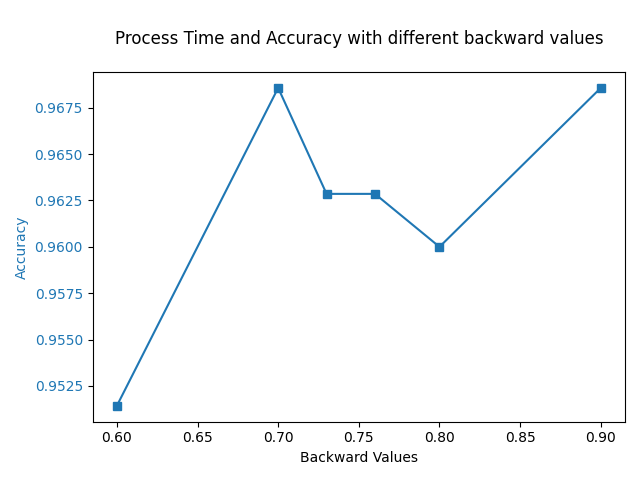 Process Time and Accuracy with different backward values
Accuracy
0.9675
0.9650
0.9625
0.9600
0.9575
0.9550
0.9525
0.60 0.65 0.70 0.75 0.80 0.85 0.90
Backward Values